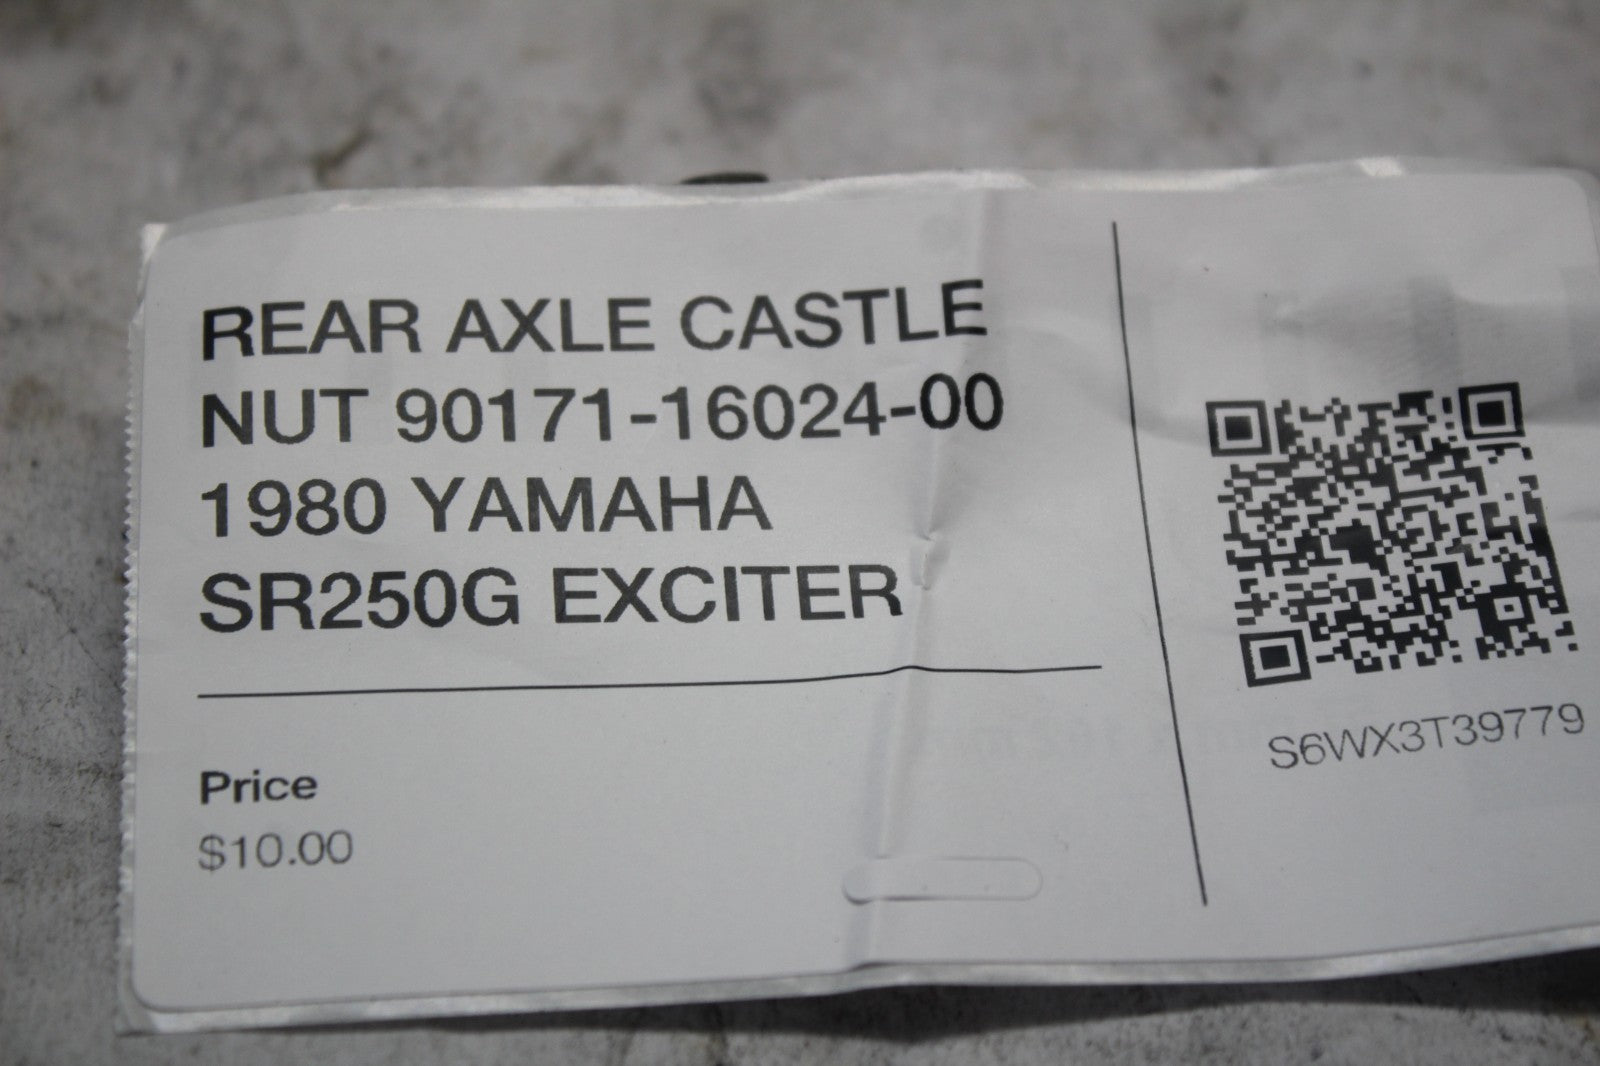 REAR AXLE CASTLE
NUT 90171-16024-00
1980 YAMAHA
SR250G EXCITER
Price
$10.00
S6WX3T39779